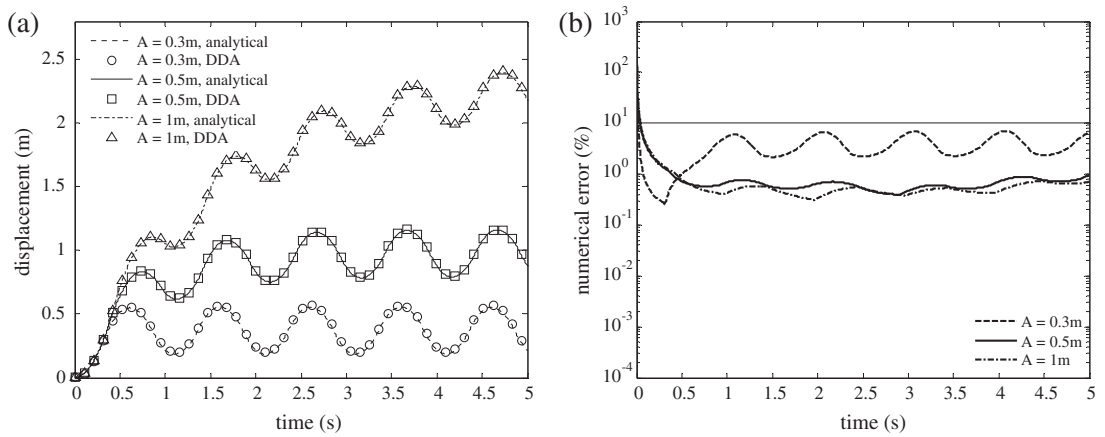 (a)
displacement (m)
2.5
2
1.5
1
0.5
0
A = 0.3m, analytical
A = 0.3m, DDA
A = 0.5m, analytical
A = 0.5m, DDA
A = 1m, analytical
A = 1m, DDA
0 0.5 1 1.5 2 2.5 3 3.5 4 4.5 5
time (s)
(b)
numerical error (%)
10^3
10^2
10^1
10^0
10^-1
10^-2
10^-3
10^-4
A = 0.3m
A = 0.5m
A = 1m
0 0.5 1 1.5 2 2.5 3 3.5 4 4.5 5
time (s)